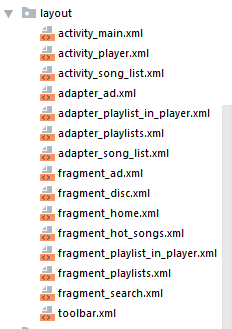 layout
activity_main.xml
activity_player.xml
activity_song_list.xml
adapter_ad.xml
adapter_playlist_in_player.xml
adapter_playlists.xml
adapter_song_list.xml
fragment_ad.xml
fragment_disc.xml
fragment_home.xml
fragment_hot_songs.xml
fragment_playlist_in_player.xml
fragment_playlists.xml
fragment_search.xml
toolbar.xml